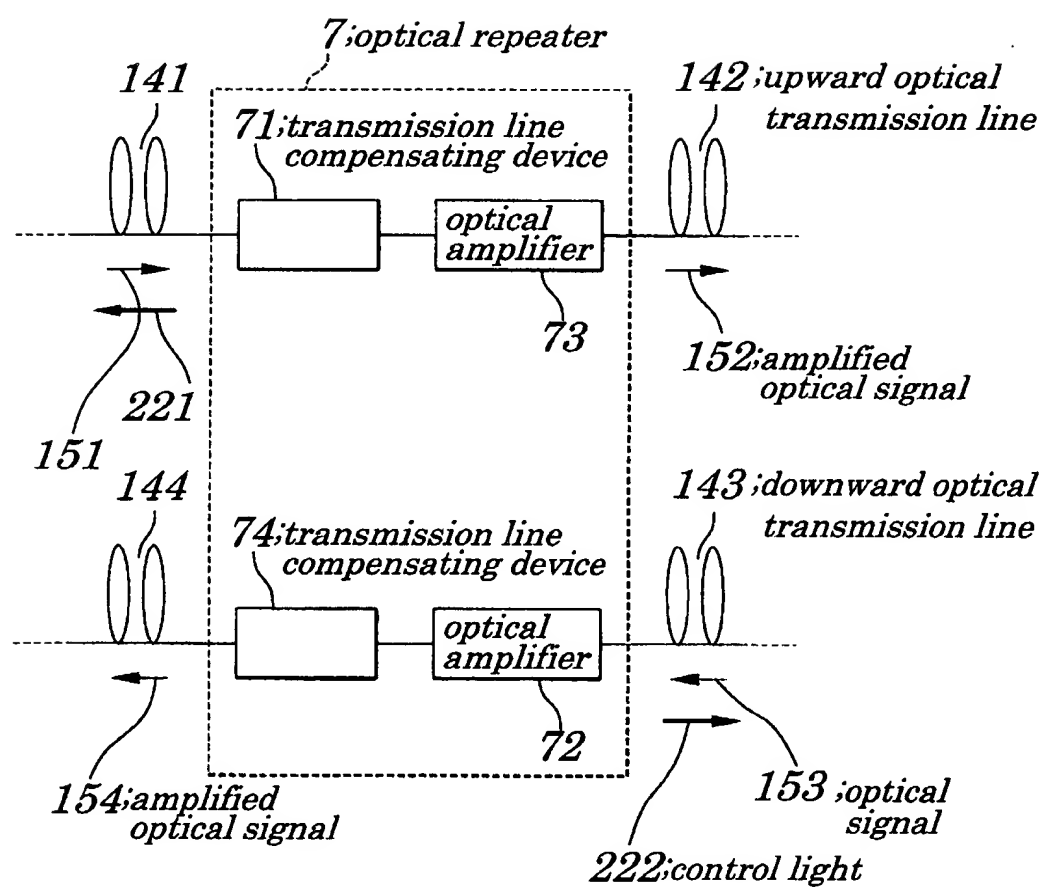 7;optical repeater
141
142;upward optical
transmission line
71;transmission line
compensating device
optical
amplifier
73
152;amplified
optical signal
221
151
144
143;downward optical
transmission line
74;transmission line
compensating device
optical
amplifier
72
154;amplified
optical signal
153;optical
signal
222;control light